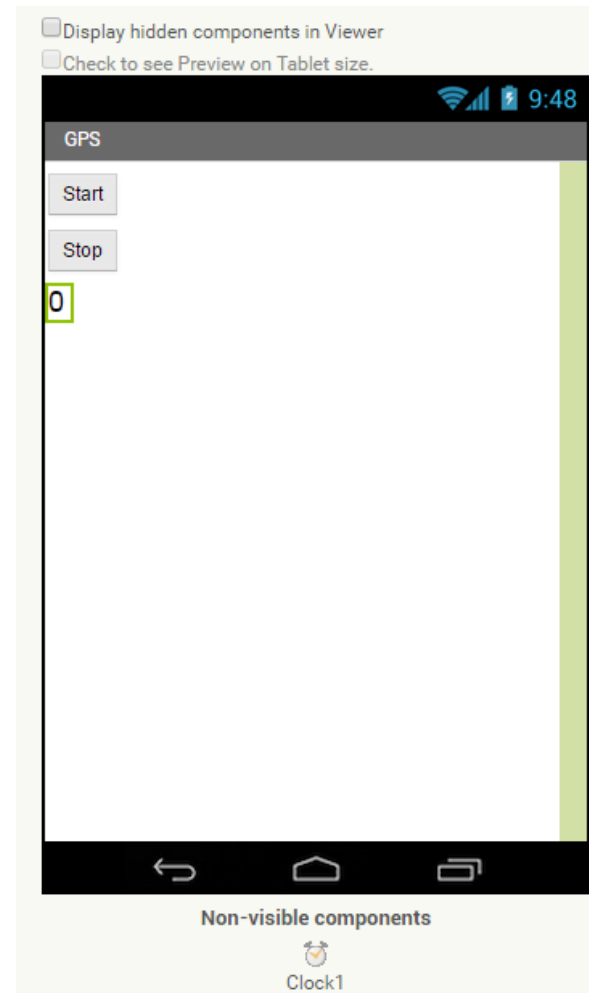 Display hidden components in Viewer
Check to see Preview on Tablet size.
9:48
GPS
Start
Stop
0
Non-visible components
Clock1